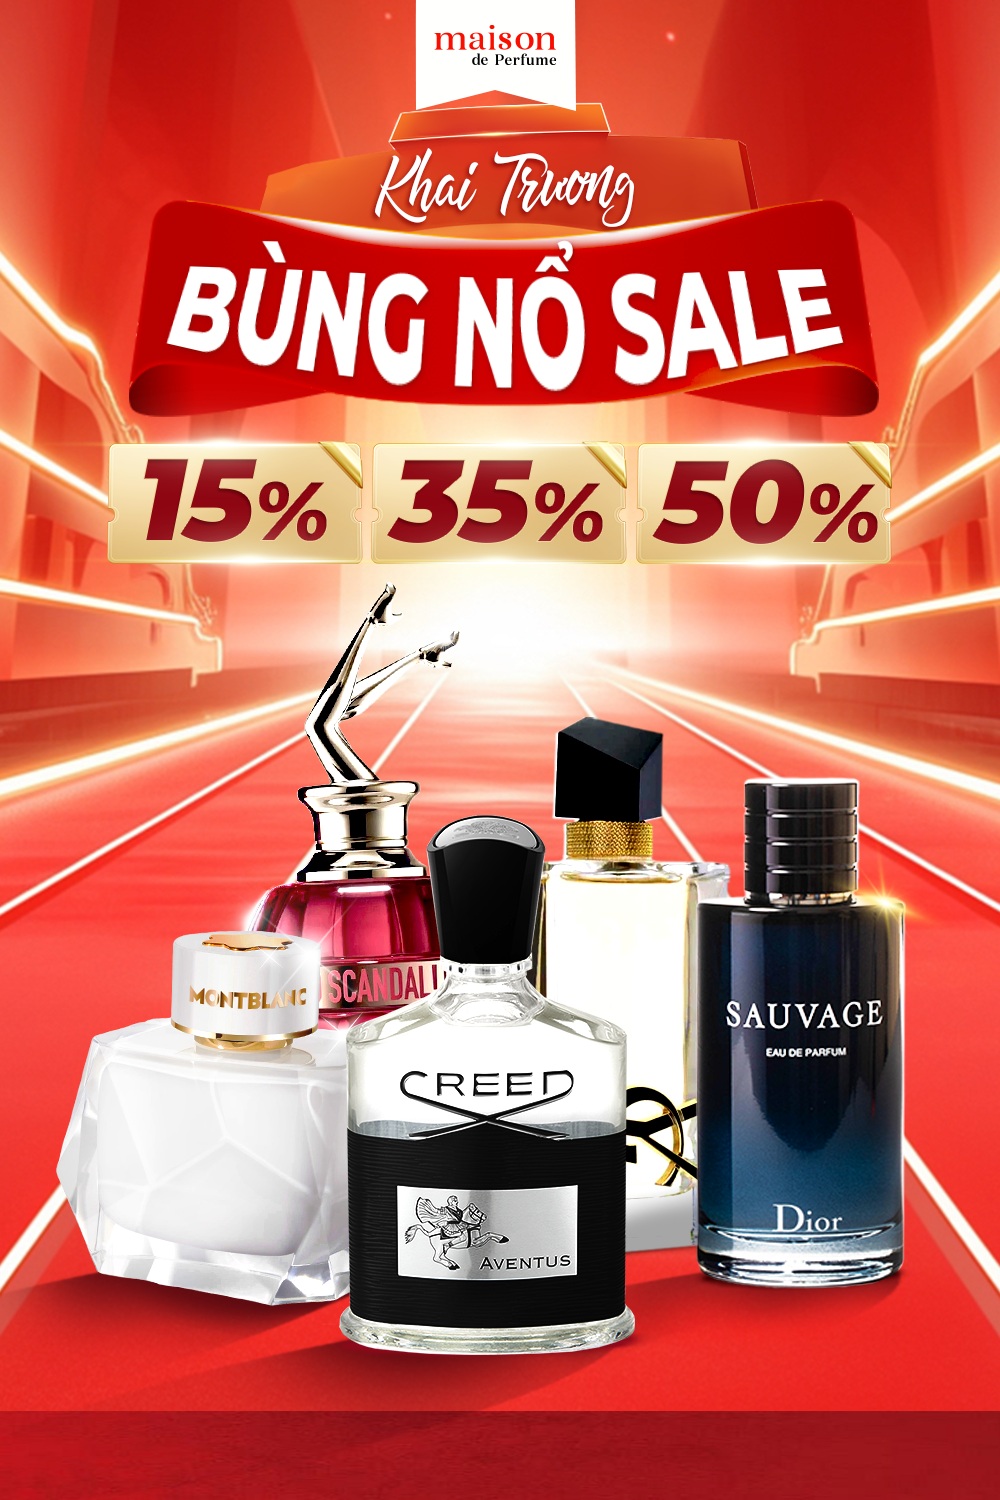 maison
de Perfume
Khai Trương
BÙNG NỔ SALE
15% 35% 50%
SCANDAL
MONTBLANC
SAUVAGE
EAU DE PARFUM
CREED
AVENTUS
Dior